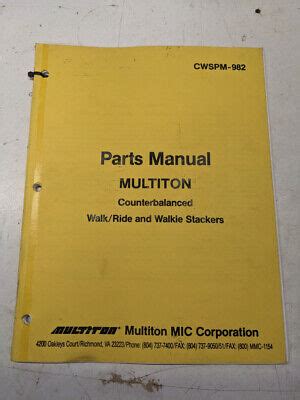 CWSPM-982
Parts Manual
MULTITON
Counterbalanced
Walk/Ride and Walkie Stackers
MULTITON® Multiton MIC Corporation
4200 Oakleys Court/Richmond, VA 23223/Phone: (804) 737-7400/FAX: (804) 737-9050/51/FAX: (800) MMC-1154